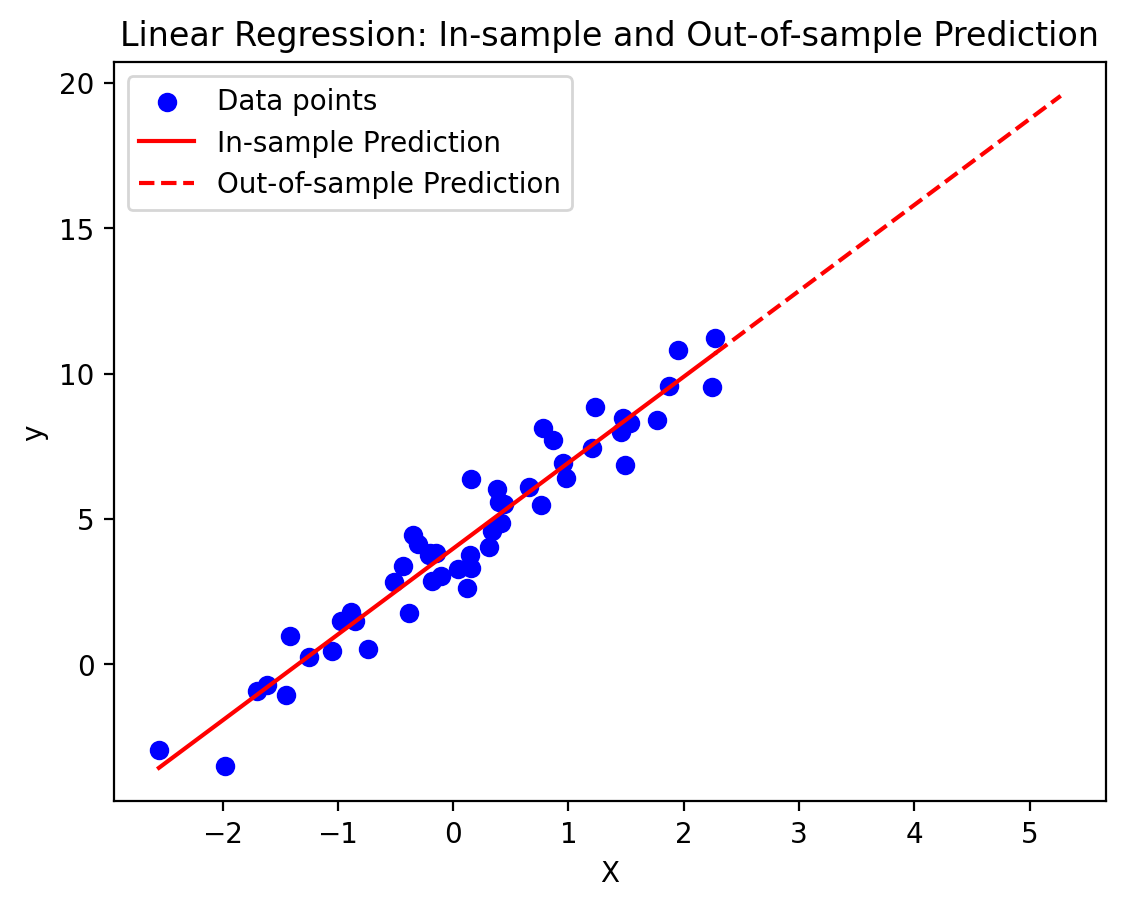 Linear Regression: In-sample and Out-of-sample Prediction
20
15
10
5
0
y
Data points
In-sample Prediction
Out-of-sample Prediction
−2 −1 0 1 2 3 4 5
X